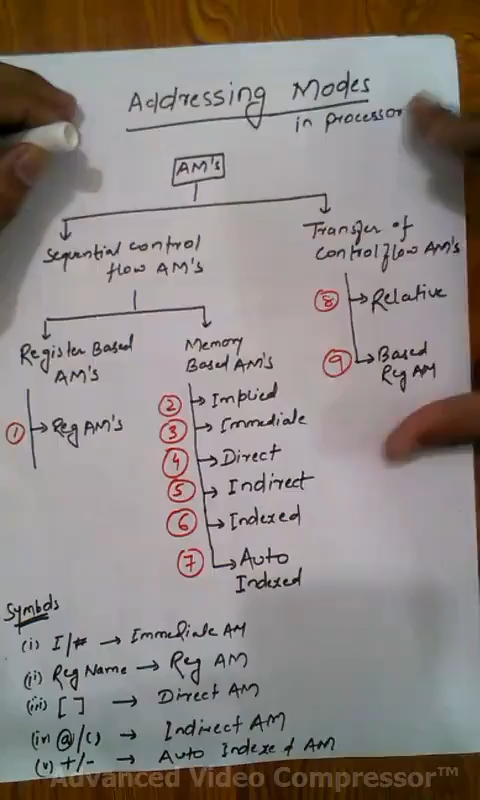 Addressing Modes
in processor
AM's
Sequential control
flow AM's
Transfer of
control flow AM's
8 Relative
9 Based
Reg AM
Register Based
AM's
1 Reg AM's
Memory
Based AM's
2 Implied
3 Immediate
4 Direct
5 Indirect
6 Indexed
7 Auto
Indexed
Symbols
(i) I/# → Immediate AM
(ii) Reg Name → Reg AM
(iii) [ ] → Direct AM
(iv) @/() → Indirect AM
(v) +/- → Auto Indexed AM
Advanced Video Compressor™